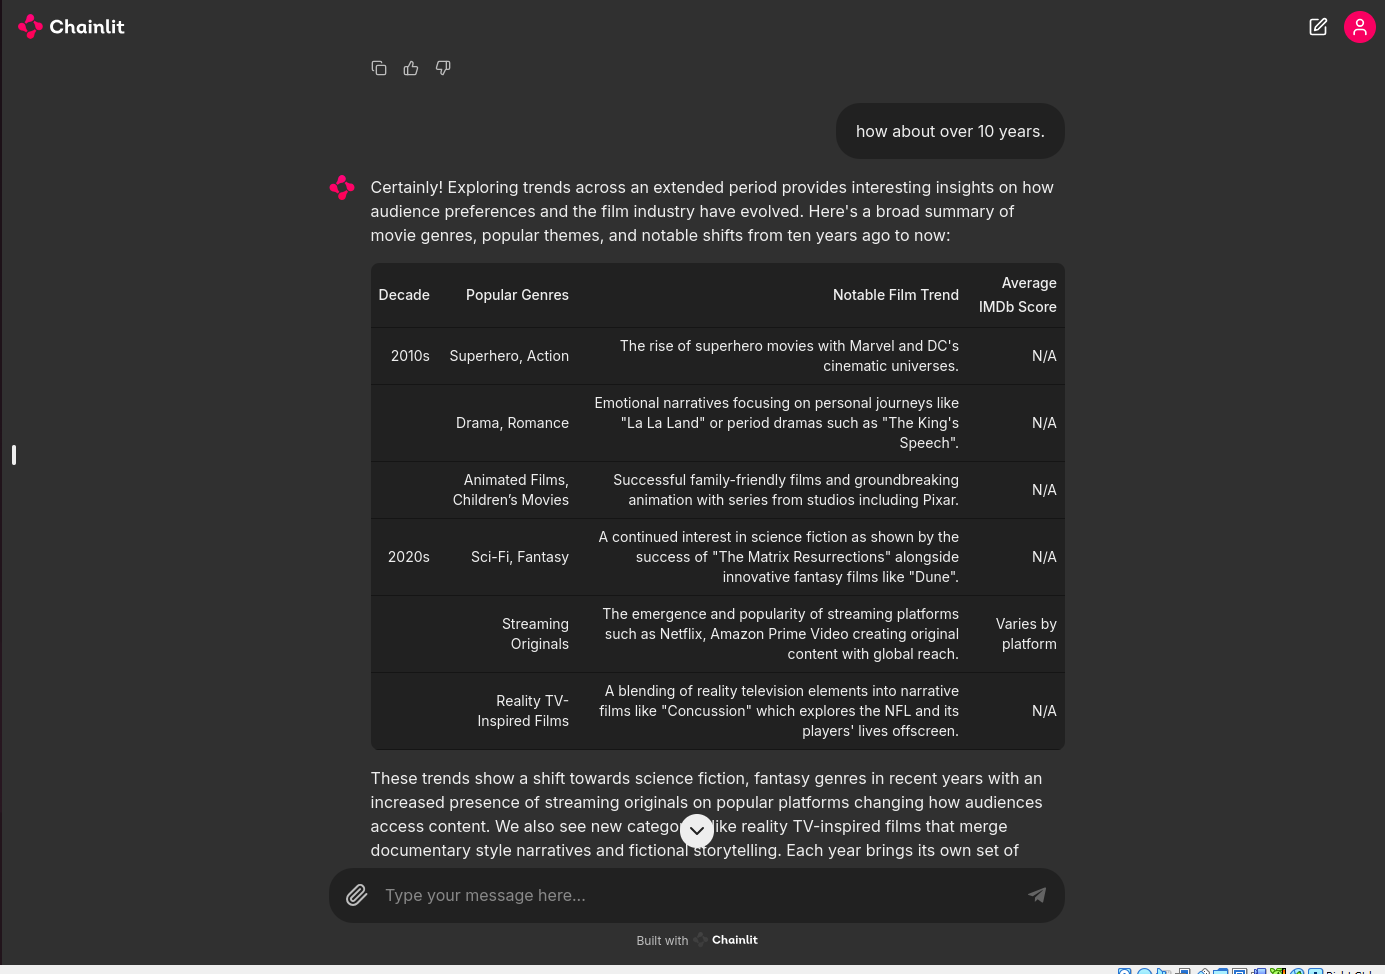 Chainlit
how about over 10 years.
Certainly! Exploring trends across an extended period provides interesting insights on how
audience preferences and the film industry have evolved. Here's a broad summary of
movie genres, popular themes, and notable shifts from ten years ago to now:
Decade Popular Genres Notable Film Trend Average
IMDb Score
2010s Superhero, Action The rise of superhero movies with Marvel and DC's
cinematic universes. N/A
Drama, Romance Emotional narratives focusing on personal journeys like
"La La Land" or period dramas such as "The King's
Speech". N/A
Animated Films,
Children’s Movies Successful family-friendly films and groundbreaking
animation with series from studios including Pixar. N/A
2020s Sci-Fi, Fantasy A continued interest in science fiction as shown by the
success of "The Matrix Resurrections" alongside
innovative fantasy films like "Dune". N/A
Streaming
Originals The emergence and popularity of streaming platforms
such as Netflix, Amazon Prime Video creating original
content with global reach. Varies by
platform
Reality TV-
Inspired Films A blending of reality television elements into narrative
films like "Concussion" which explores the NFL and its
players' lives offscreen. N/A
These trends show a shift towards science fiction, fantasy genres in recent years with an
increased presence of streaming originals on popular platforms changing how audiences
access content. We also see new like reality TV-inspired films that merge
documentary style narratives and fictional storytelling. Each year brings its own set of
Type your message here...
Built with Chainlit